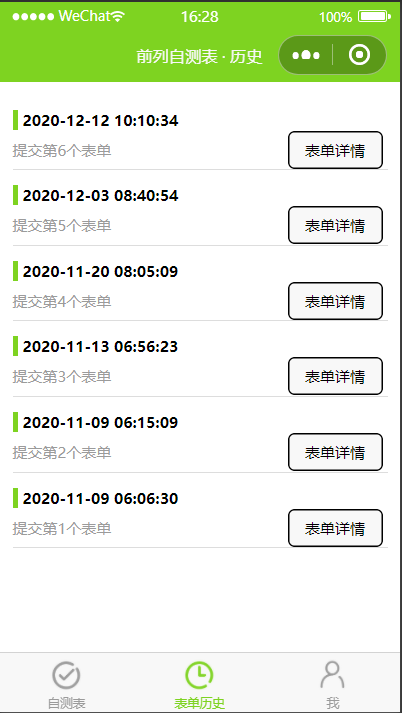 WeChat 16:28 100%
前列自测表 · 历史
2020-12-12 10:10:34
提交第6个表单
表单详情
2020-12-03 08:40:54
提交第5个表单
表单详情
2020-11-20 08:05:09
提交第4个表单
表单详情
2020-11-13 06:56:23
提交第3个表单
表单详情
2020-11-09 06:15:09
提交第2个表单
表单详情
2020-11-09 06:06:30
提交第1个表单
表单详情
自测表 表单历史 我